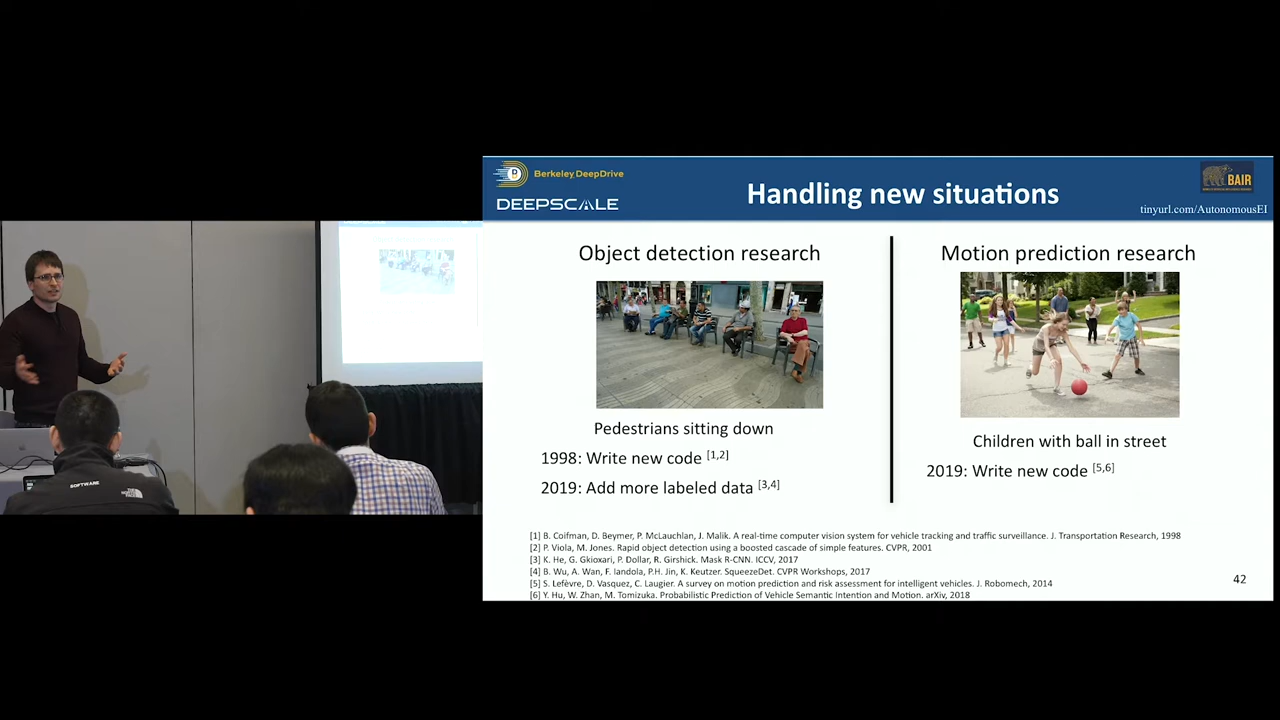 Berkeley DeepDrive
DEEPSCALE
Handling new situations
BAIR
tinyurl.com/AutonomousEI
Object detection research
Pedestrians sitting down
1998: Write new code [1,2]
2019: Add more labeled data [3,4]
Motion prediction research
Children with ball in street
2019: Write new code [5,6]
[1] B. Coifman, D. Beymer, P. McLauchlan, J. Malik. A real-time computer vision system for vehicle tracking and traffic surveillance. J. Transportation Research, 1998
[2] P. Viola, M. Jones. Rapid object detection using a boosted cascade of simple features. CVPR, 2001
[3] K. He, G. Gkioxari, P. Dollar, R. Girshick. Mask R-CNN. ICCV, 2017
[4] B. Wu, A. Wan, F. Iandola, P.H. Jin, K. Keutzer. SqueezeDet. CVPR Workshops, 2017
[5] S. Lefèvre, D. Vasquez, C. Laugier. A survey on motion prediction and risk assessment for intelligent vehicles. J. Robomech, 2014
[6] Y. Hu, W. Zhan, M. Tomizuka. Probabilistic Prediction of Vehicle Semantic Intention and Motion. arXiv, 2018
42
SOFTWARE
THE NORTH FACE